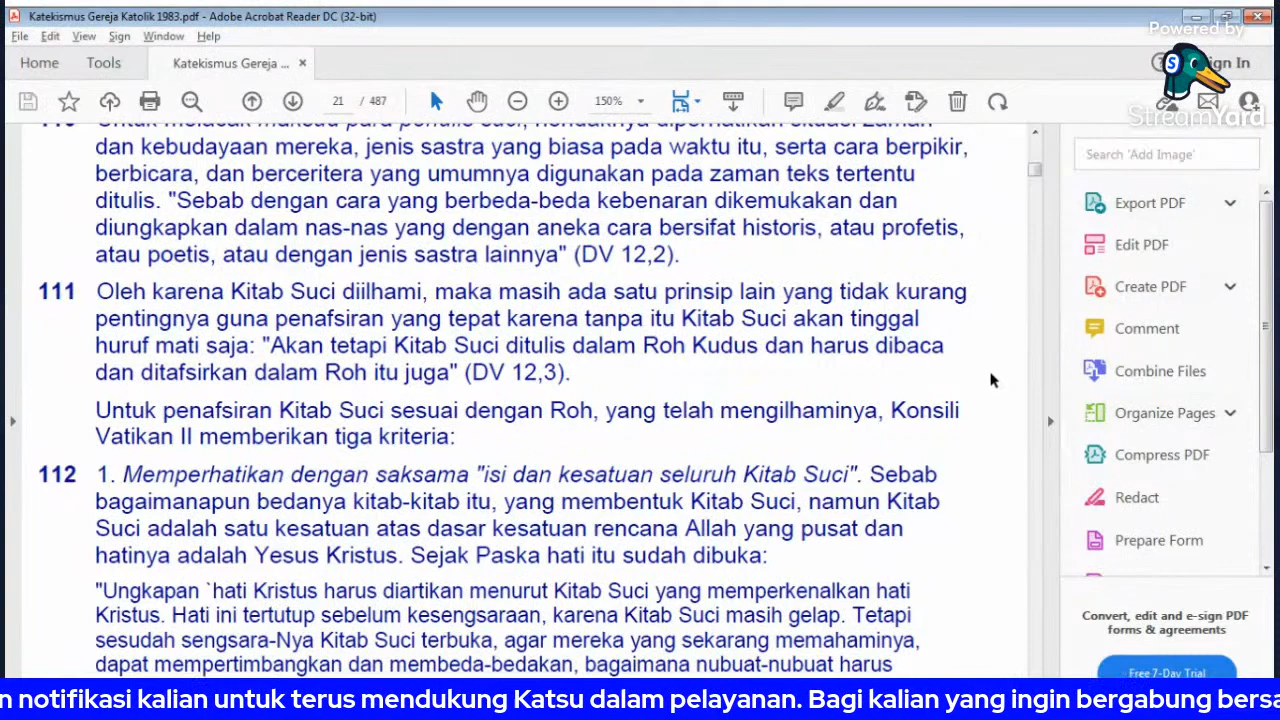 Katekismus Gereja Katolik 1983.pdf - Adobe Acrobat Reader DC (32-bit)
File Edit View Sign Window Help
Powered by
StreamYard
Home Tools Katekismus Gereja ... × Sign In
21 / 487 150%
dan kebudayaan mereka, jenis sastra yang biasa pada waktu itu, serta cara berpikir,
berbicara, dan berceritera yang umumnya digunakan pada zaman teks tertentu
ditulis. "Sebab dengan cara yang berbeda-beda kebenaran dikemukakan dan
diungkapkan dalam nas-nas yang dengan aneka cara bersifat historis, atau profetis,
atau poetis, atau dengan jenis sastra lainnya" (DV 12,2).
111 Oleh karena Kitab Suci diilhami, maka masih ada satu prinsip lain yang tidak kurang
pentingnya guna penafsiran yang tepat karena tanpa itu Kitab Suci akan tinggal
huruf mati saja: "Akan tetapi Kitab Suci ditulis dalam Roh Kudus dan harus dibaca
dan ditafsirkan dalam Roh itu juga" (DV 12,3).
Untuk penafsiran Kitab Suci sesuai dengan Roh, yang telah mengilhaminya, Konsili
Vatikan II memberikan tiga kriteria:
112 1. Memperhatikan dengan saksama "isi dan kesatuan seluruh Kitab Suci". Sebab
bagaimanapun bedanya kitab-kitab itu, yang membentuk Kitab Suci, namun Kitab
Suci adalah satu kesatuan atas dasar kesatuan rencana Allah yang pusat dan
hatinya adalah Yesus Kristus. Sejak Paska hati itu sudah dibuka:
"Ungkapan `hati Kristus harus diartikan menurut Kitab Suci yang memperkenalkan hati
Kristus. Hati ini tertutup sebelum kesengsaraan, karena Kitab Suci masih gelap. Tetapi
sesudah sengsara-Nya Kitab Suci terbuka, agar mereka yang sekarang memahaminya,
dapat mempertimbangkan dan membeda-bedakan, bagaimana nubuat-nubuat harus
Search 'Add Image'
Export PDF
Edit PDF
Create PDF
Comment
Combine Files
Organize Pages
Compress PDF
Redact
Prepare Form
Convert, edit and e-sign PDF
forms & agreements
Free 7-Day Trial
n notifikasi kalian untuk terus mendukung Katsu dalam pelayanan. Bagi kalian yang ingin bergabung bersa